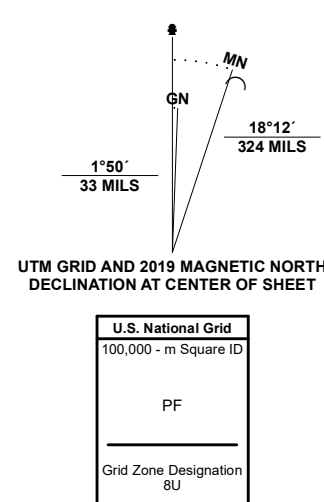 MN
GN
18°12´
324 MILS
1°50´
33 MILS
UTM GRID AND 2019 MAGNETIC NORTH
DECLINATION AT CENTER OF SHEET
U.S. National Grid
100,000 - m Square ID
PF
Grid Zone Designation
8U